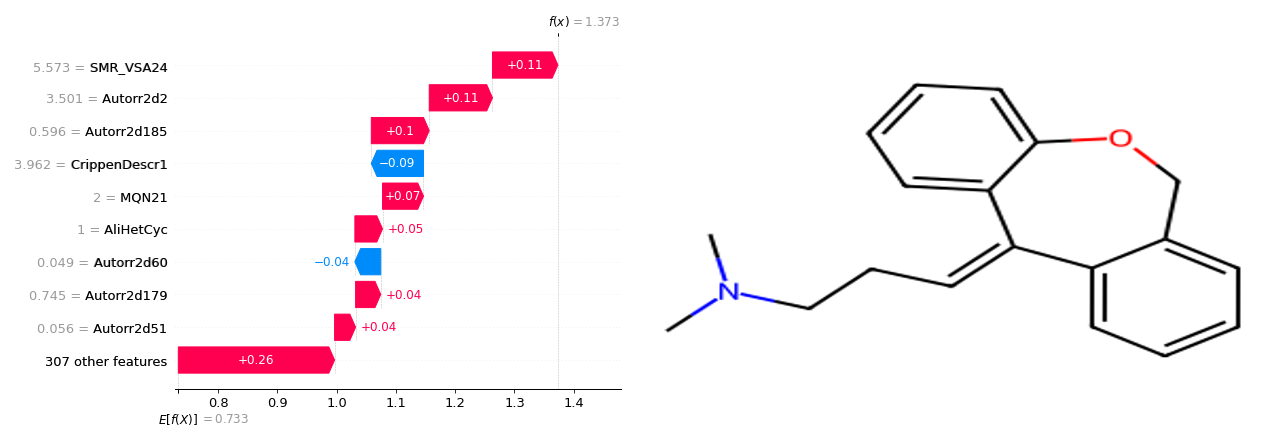 f(x) = 1.373
5.573 = SMR_VSA24 +0.11
3.501 = Autorr2d2 +0.11
0.596 = Autorr2d185 +0.1
3.962 = CrippenDescr1 −0.09
2 = MQN21 +0.07
1 = AliHetCyc +0.05
0.049 = Autorr2d60 −0.04
0.745 = Autorr2d179 +0.04
0.056 = Autorr2d51 +0.04
307 other features +0.26
0.8 0.9 1.0 1.1 1.2 1.3 1.4
E[f(X)] = 0.733
O
N